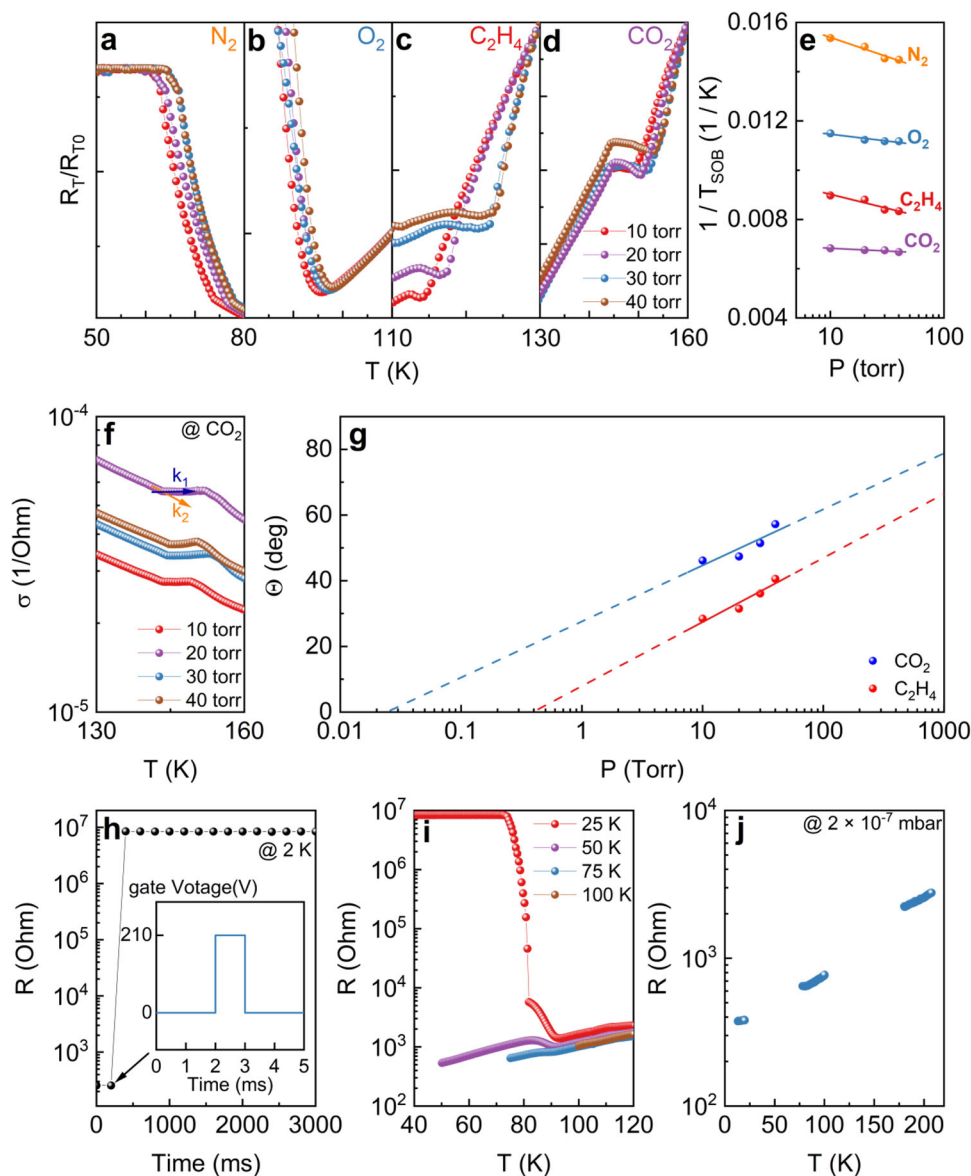 a N₂ b O₂ c C₂H₄ d CO₂ e
R_T/R_T0
10 torr
20 torr
30 torr
40 torr
50 80 110 130 160
T (K)
1 / T_SOB (1 / K)
0.016
0.012
0.008
0.004
N₂
O₂
C₂H₄
CO₂
10 100
P (torr)
f @ CO₂
σ (1/Ohm)
10⁻⁴
10⁻⁵
k₁
k₂
10 torr
20 torr
30 torr
40 torr
130 160
T (K)
g
Θ (deg)
80
60
40
20
0
CO₂
C₂H₄
0.01 0.1 1 10 100 1000
P (Torr)
h
R (Ohm)
10⁷
10⁶
10⁵
10⁴
10³
@ 2 K
gate Votage(V)
210
0
0 1 2 3 4 5
Time (ms)
0 1000 2000 3000
Time (ms)
i
R (Ohm)
10⁷
10⁶
10⁵
10⁴
10³
10²
25 K
50 K
75 K
100 K
40 60 80 100 120
T (K)
j
@ 2 × 10⁻⁷ mbar
R (Ohm)
10⁴
10³
10²
0 50 100 150 200
T (K)